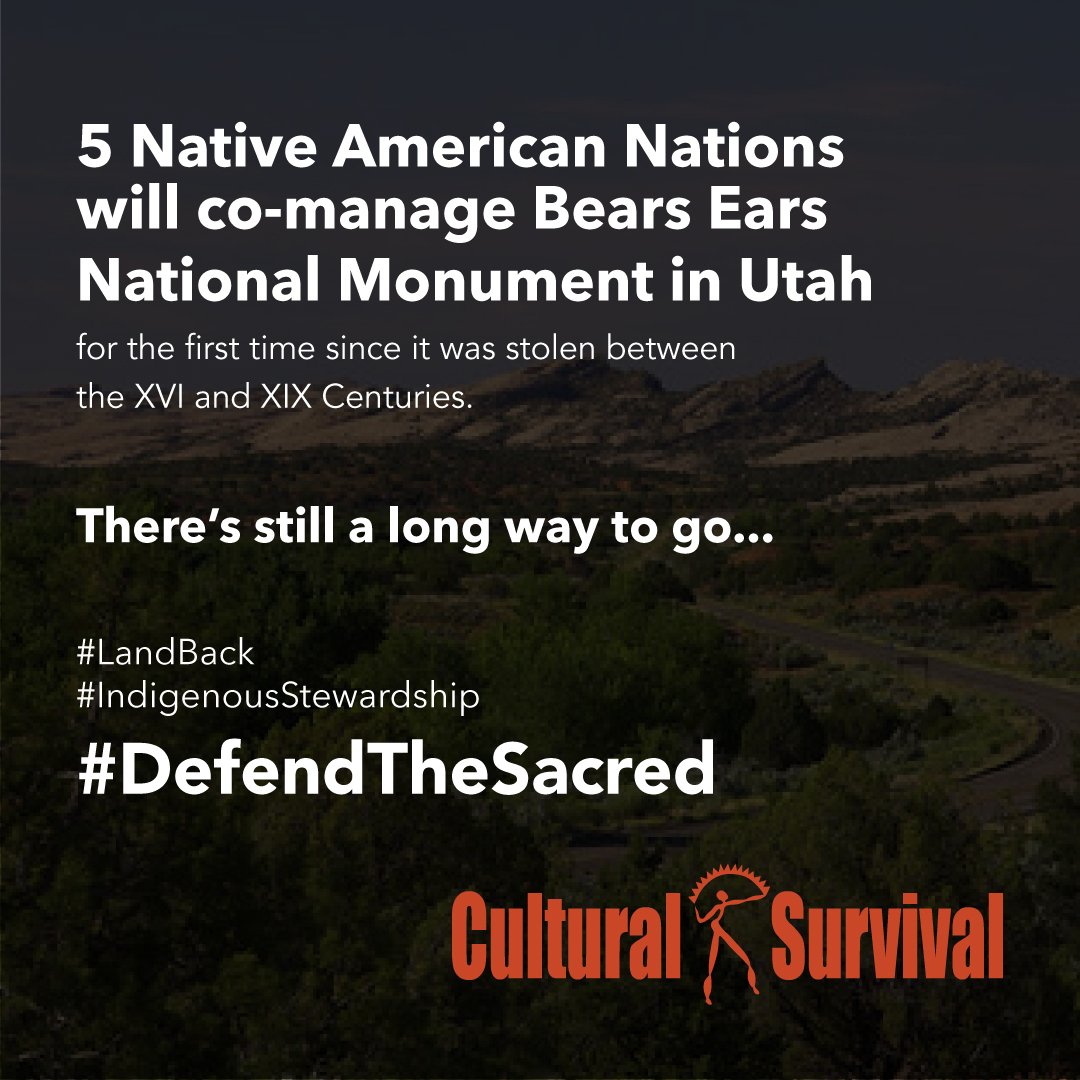 5 Native American Nations
will co-manage Bears Ears
National Monument in Utah
for the first time since it was stolen between
the XVI and XIX Centuries.
There’s still a long way to go...
#LandBack
#IndigenousStewardship
#DefendTheSacred
Cultural Survival